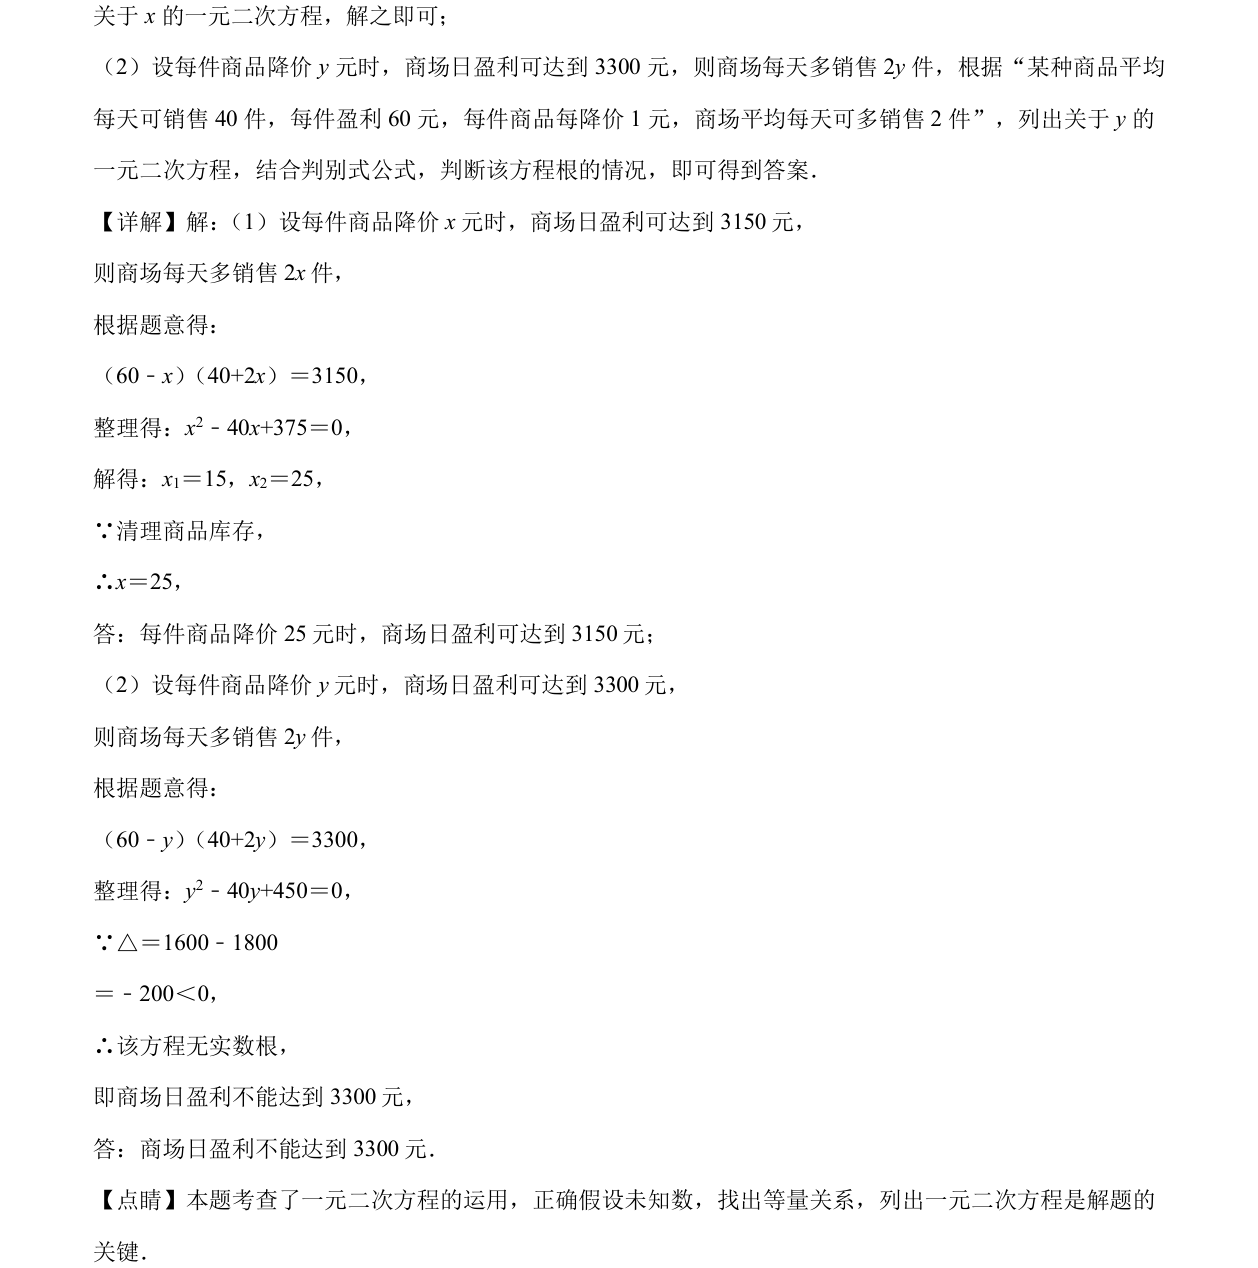 关于 x 的一元二次方程，解之即可；
（2）设每件商品降价 y 元时，商场日盈利可达到 3300 元，则商场每天多销售 2y 件，根据“某种商品平均
每天可销售 40 件，每件盈利 60 元，每件商品每降价 1 元，商场平均每天可多销售 2 件”，列出关于 y 的
一元二次方程，结合判别式公式，判断该方程根的情况，即可得到答案．
【详解】解：（1）设每件商品降价 x 元时，商场日盈利可达到 3150 元，
则商场每天多销售 2x 件，
根据题意得：
（60﹣x）（40+2x）＝3150，
整理得：x²﹣40x+375＝0，
解得：x₁＝15，x₂＝25，
∵清理商品库存，
∴x＝25，
答：每件商品降价 25 元时，商场日盈利可达到 3150 元；
（2）设每件商品降价 y 元时，商场日盈利可达到 3300 元，
则商场每天多销售 2y 件，
根据题意得：
（60﹣y）（40+2y）＝3300，
整理得：y²﹣40y+450＝0，
∵△＝1600﹣1800
＝﹣200＜0，
∴该方程无实数根，
即商场日盈利不能达到 3300 元，
答：商场日盈利不能达到 3300 元．
【点睛】本题考查了一元二次方程的运用，正确假设未知数，找出等量关系，列出一元二次方程是解题的
关键．